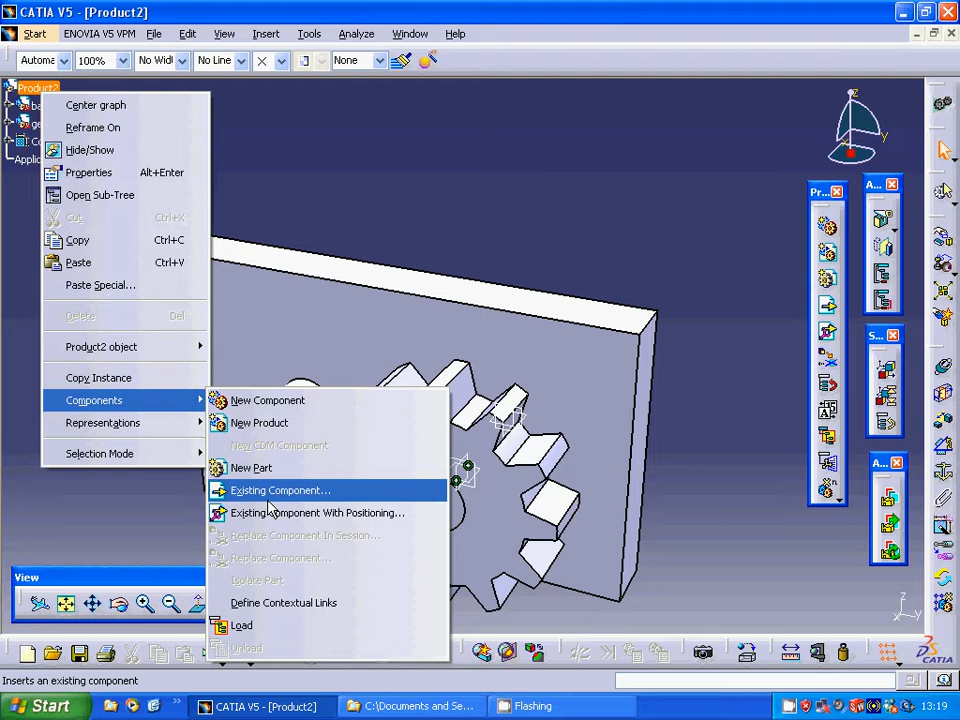 CATIA V5 - [Product2]
Start ENOVIA V5 VPM File Edit View Insert Tools Analyze Window Help
Automa 100% No Widt No Line None
Product2
Applic
Center graph
Reframe On
Hide/Show
Properties Alt+Enter
Open Sub-Tree
Cut Ctrl+X
Copy Ctrl+C
Paste Ctrl+V
Paste Special...
Delete Del
Product2 object
Copy Instance
Components
Representations
Selection Mode
New Component
New Product
New CDM Component
New Part
Existing Component...
Existing Component With Positioning...
Replace Component In Session...
Replace Component...
Isolate Part
Define Contextual Links
Load
Unload
Pr...
A...
S...
A...
z
y
x
z
y
View
CATIA
Inserts an existing component
Start CATIA V5 - [Product2] C:\Documents and Se... Flashing 13:19